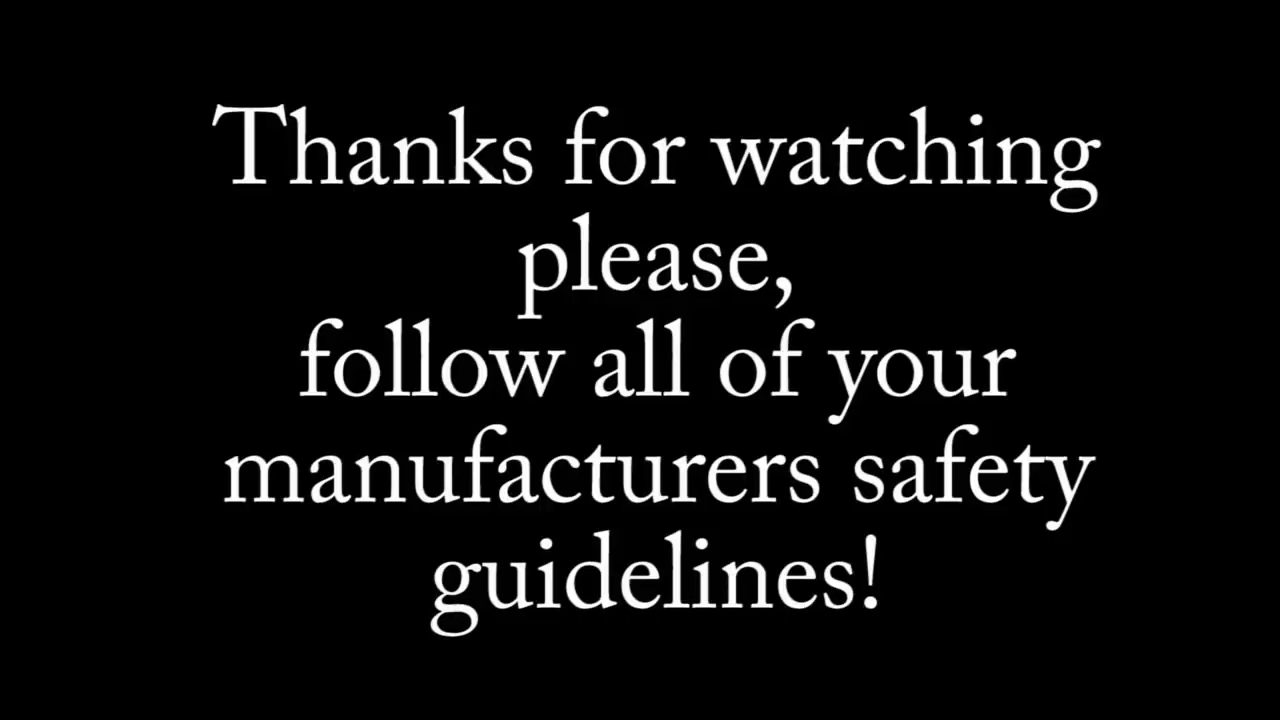 Thanks for watching
please,
follow all of your
manufacturers safety
guidelines!